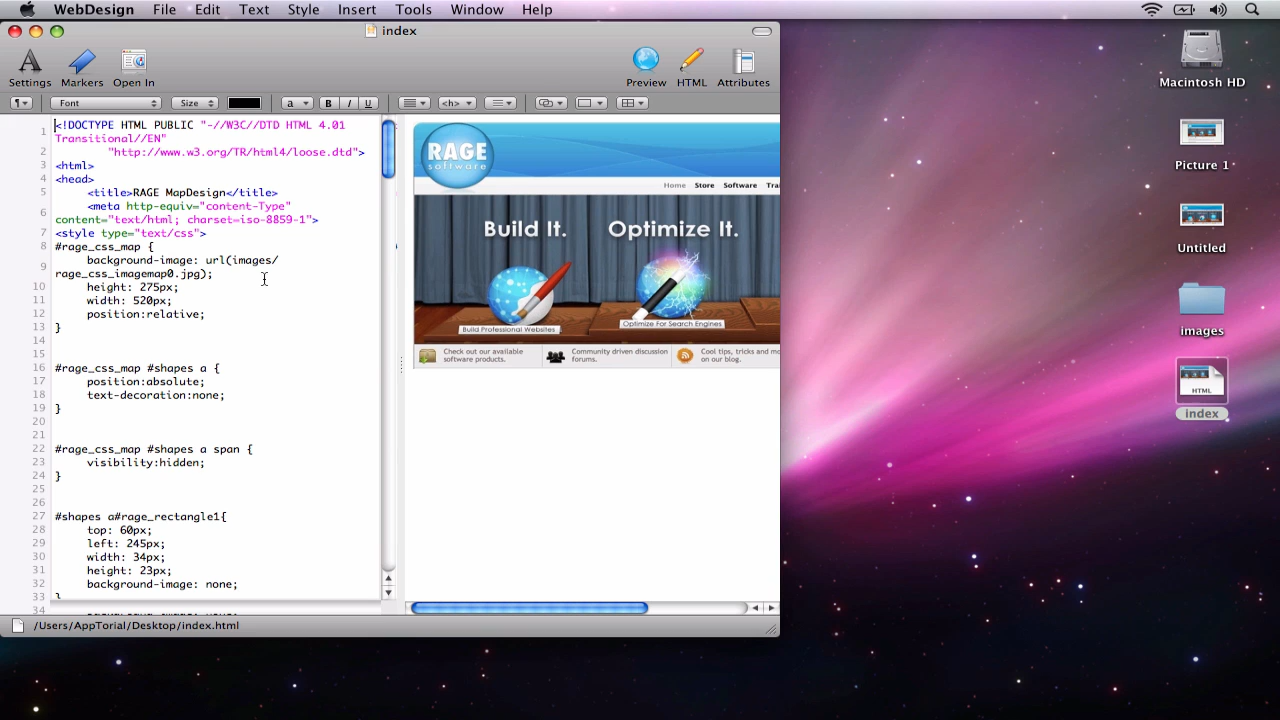 WebDesign File Edit Text Style Insert Format Tools Window Help
index
Settings Markers Open In Preview HTML Attributes
¶ Font Size a B I U <h>
1 <!DOCTYPE HTML PUBLIC "-//W3C//DTD HTML 4.01
Transitional//EN"
2 "http://www.w3.org/TR/html4/loose.dtd">
3 <html>
4 <head>
5 <title>RAGE MapDesign</title>
6 <meta http-equiv="content-Type"
content="text/html; charset=iso-8859-1">
7 <style type="text/css">
8 #rage_css_map {
9 background-image: url(images/
rage_css_imagemap0.jpg);
10 height: 275px;
11 width: 520px;
12 position:relative;
13 }
14
15
16 #rage_css_map #shapes a {
17 position:absolute;
18 text-decoration:none;
19 }
20
21
22 #rage_css_map #shapes a span {
23 visibility:hidden;
24 }
25
26
27 #shapes a#rage_rectangle1{
28 top: 60px;
29 left: 245px;
30 width: 34px;
31 height: 23px;
32 background-image: none;
33 }
34
RAGE
software
Home Store Software
Build It. Optimize It.
Build Professional Websites Optimize For Search Engines
Check out our available
software products.
Community driven discussion
forums.
Cool tips, tricks and
on our blog.
/Users/AppTorial/Desktop/index.html
Macintosh HD
Picture 1
Untitled
images
HTML
index